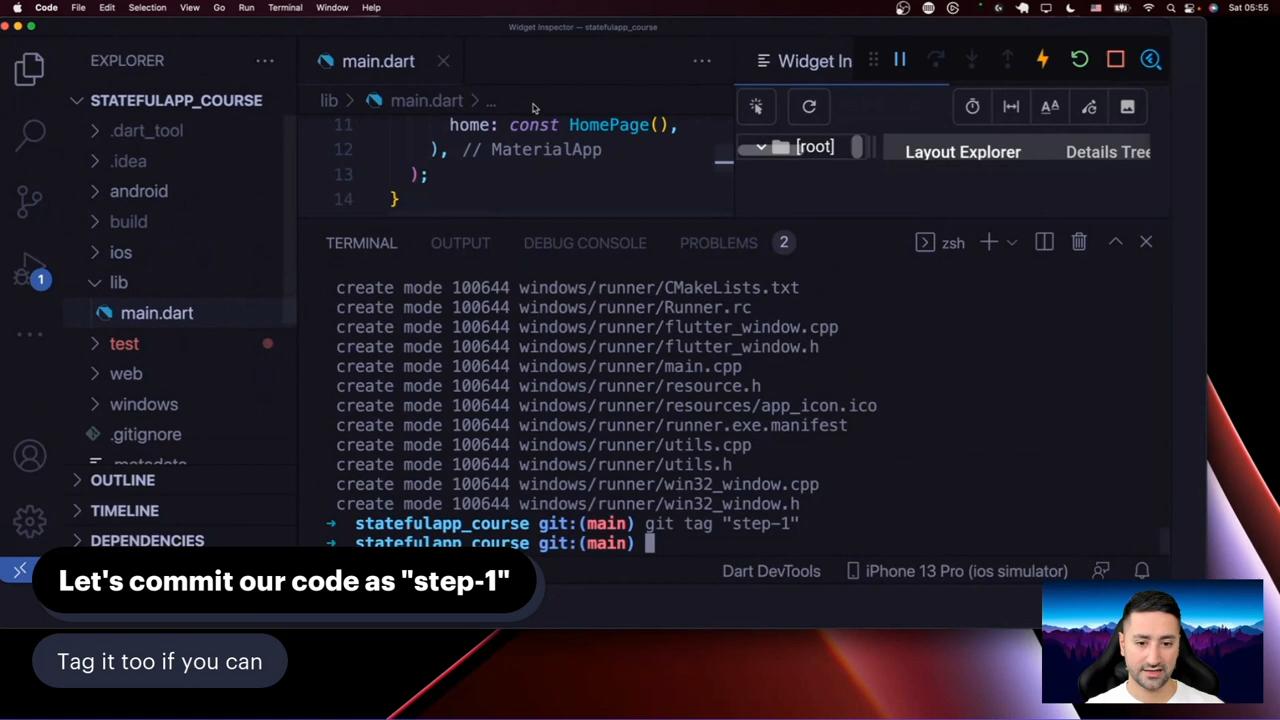 Code File Edit Selection View Go Run Terminal Window Help Sat 05:55
Widget Inspector — statefulapp_course
EXPLORER
STATEFULAPP_COURSE
.dart_tool
.idea
android
build
ios
lib
main.dart
test
web
windows
.gitignore
.metadata
OUTLINE
TIMELINE
DEPENDENCIES
1
main.dart
lib > main.dart > ...
11 home: const HomePage(),
12 ), // MaterialApp
13 );
14 }
Widget In
[root]
Layout Explorer Details Tree
TERMINAL OUTPUT DEBUG CONSOLE PROBLEMS 2 zsh
create mode 100644 windows/runner/CMakeLists.txt
create mode 100644 windows/runner/Runner.rc
create mode 100644 windows/runner/flutter_window.cpp
create mode 100644 windows/runner/flutter_window.h
create mode 100644 windows/runner/main.cpp
create mode 100644 windows/runner/resource.h
create mode 100644 windows/runner/resources/app_icon.ico
create mode 100644 windows/runner/runner.exe.manifest
create mode 100644 windows/runner/utils.cpp
create mode 100644 windows/runner/utils.h
create mode 100644 windows/runner/win32_window.cpp
create mode 100644 windows/runner/win32_window.h
→ statefulapp_course git:(main) git tag "step-1"
→ statefulapp_course git:(main)
Dart DevTools iPhone 13 Pro (ios simulator)
Let's commit our code as "step-1"
Tag it too if you can